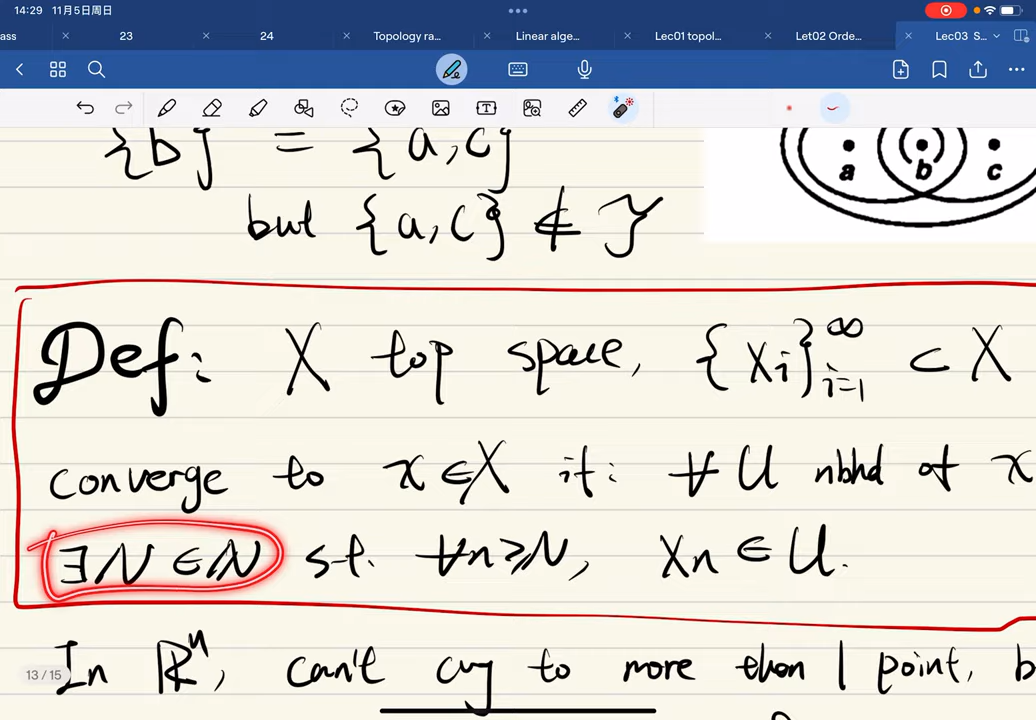 14:29 11月5日周日
ass
23
24
Topology ra...
Linear alge...
Lec01 topol...
Let02 Orde...
Lec03 S...
{b} = {a,c}
but {a,c} ∉ 𝒯
a b c
Def: X top space, {Xi}∞i=1 ⊂ X
converge to x∈X if: ∀ U nbhd of x
∃N∈ℕ s.t. ∀n≥N, Xn ∈ U.
In ℝⁿ, can't cvg to more than 1 point, b
13 / 15